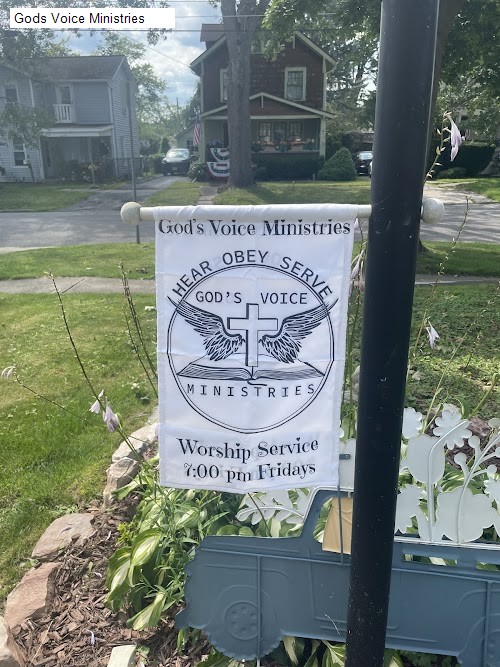 Gods Voice Ministries
God's Voice Ministries
HEAR OBEY SERVE
GOD'S VOICE
MINISTRIES
Worship Service
7:00 pm Fridays